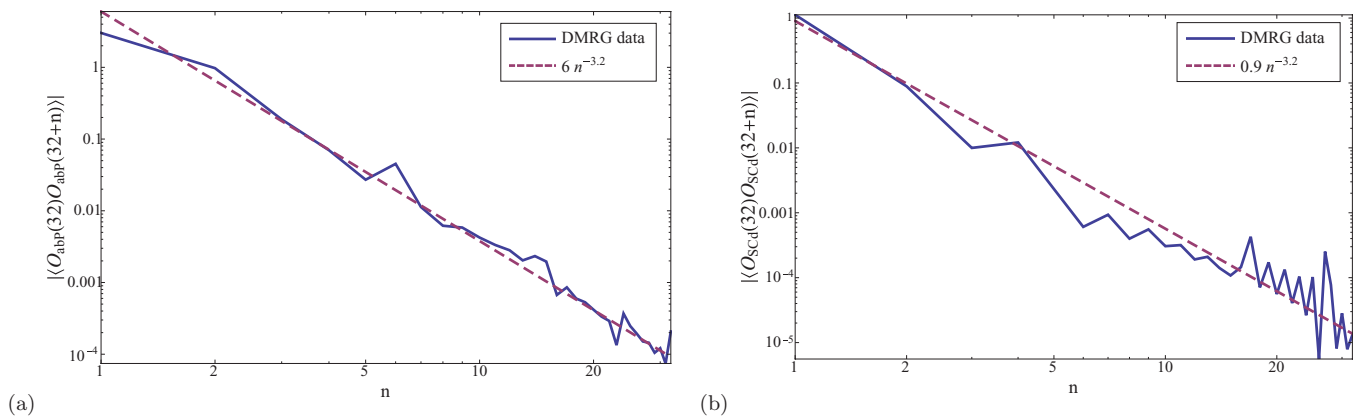 (a)
|⟨O_abP(32)O_abP(32+n)⟩|
1
0.1
0.01
0.001
10^-4
DMRG data
6 n^-3.2
1 2 5 10 20
n
(b)
|⟨O_SCd(32)O_SCd(32+n)⟩|
1
0.1
0.01
0.001
10^-4
10^-5
DMRG data
0.9 n^-3.2
1 2 5 10 20
n